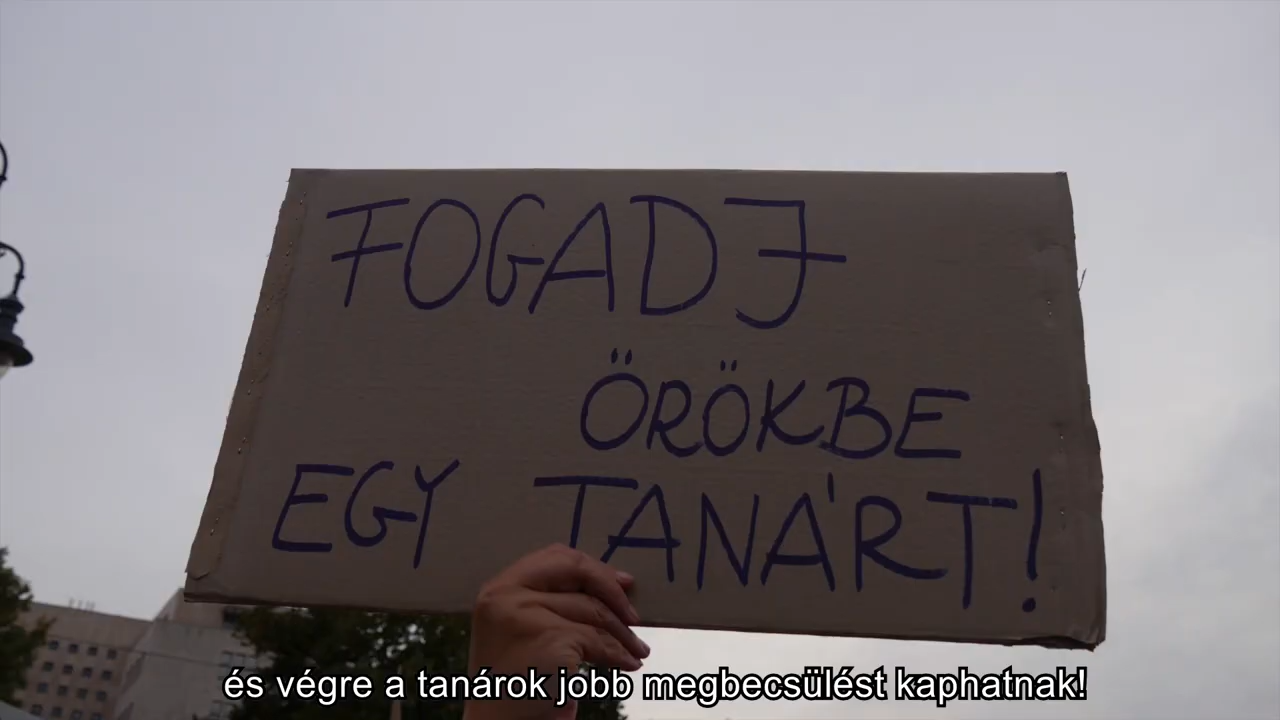 FOGADJ
ÖRÖKBE
EGY TANÁRT!
és végre a tanárok jobb megbecsülést kaphatnak!